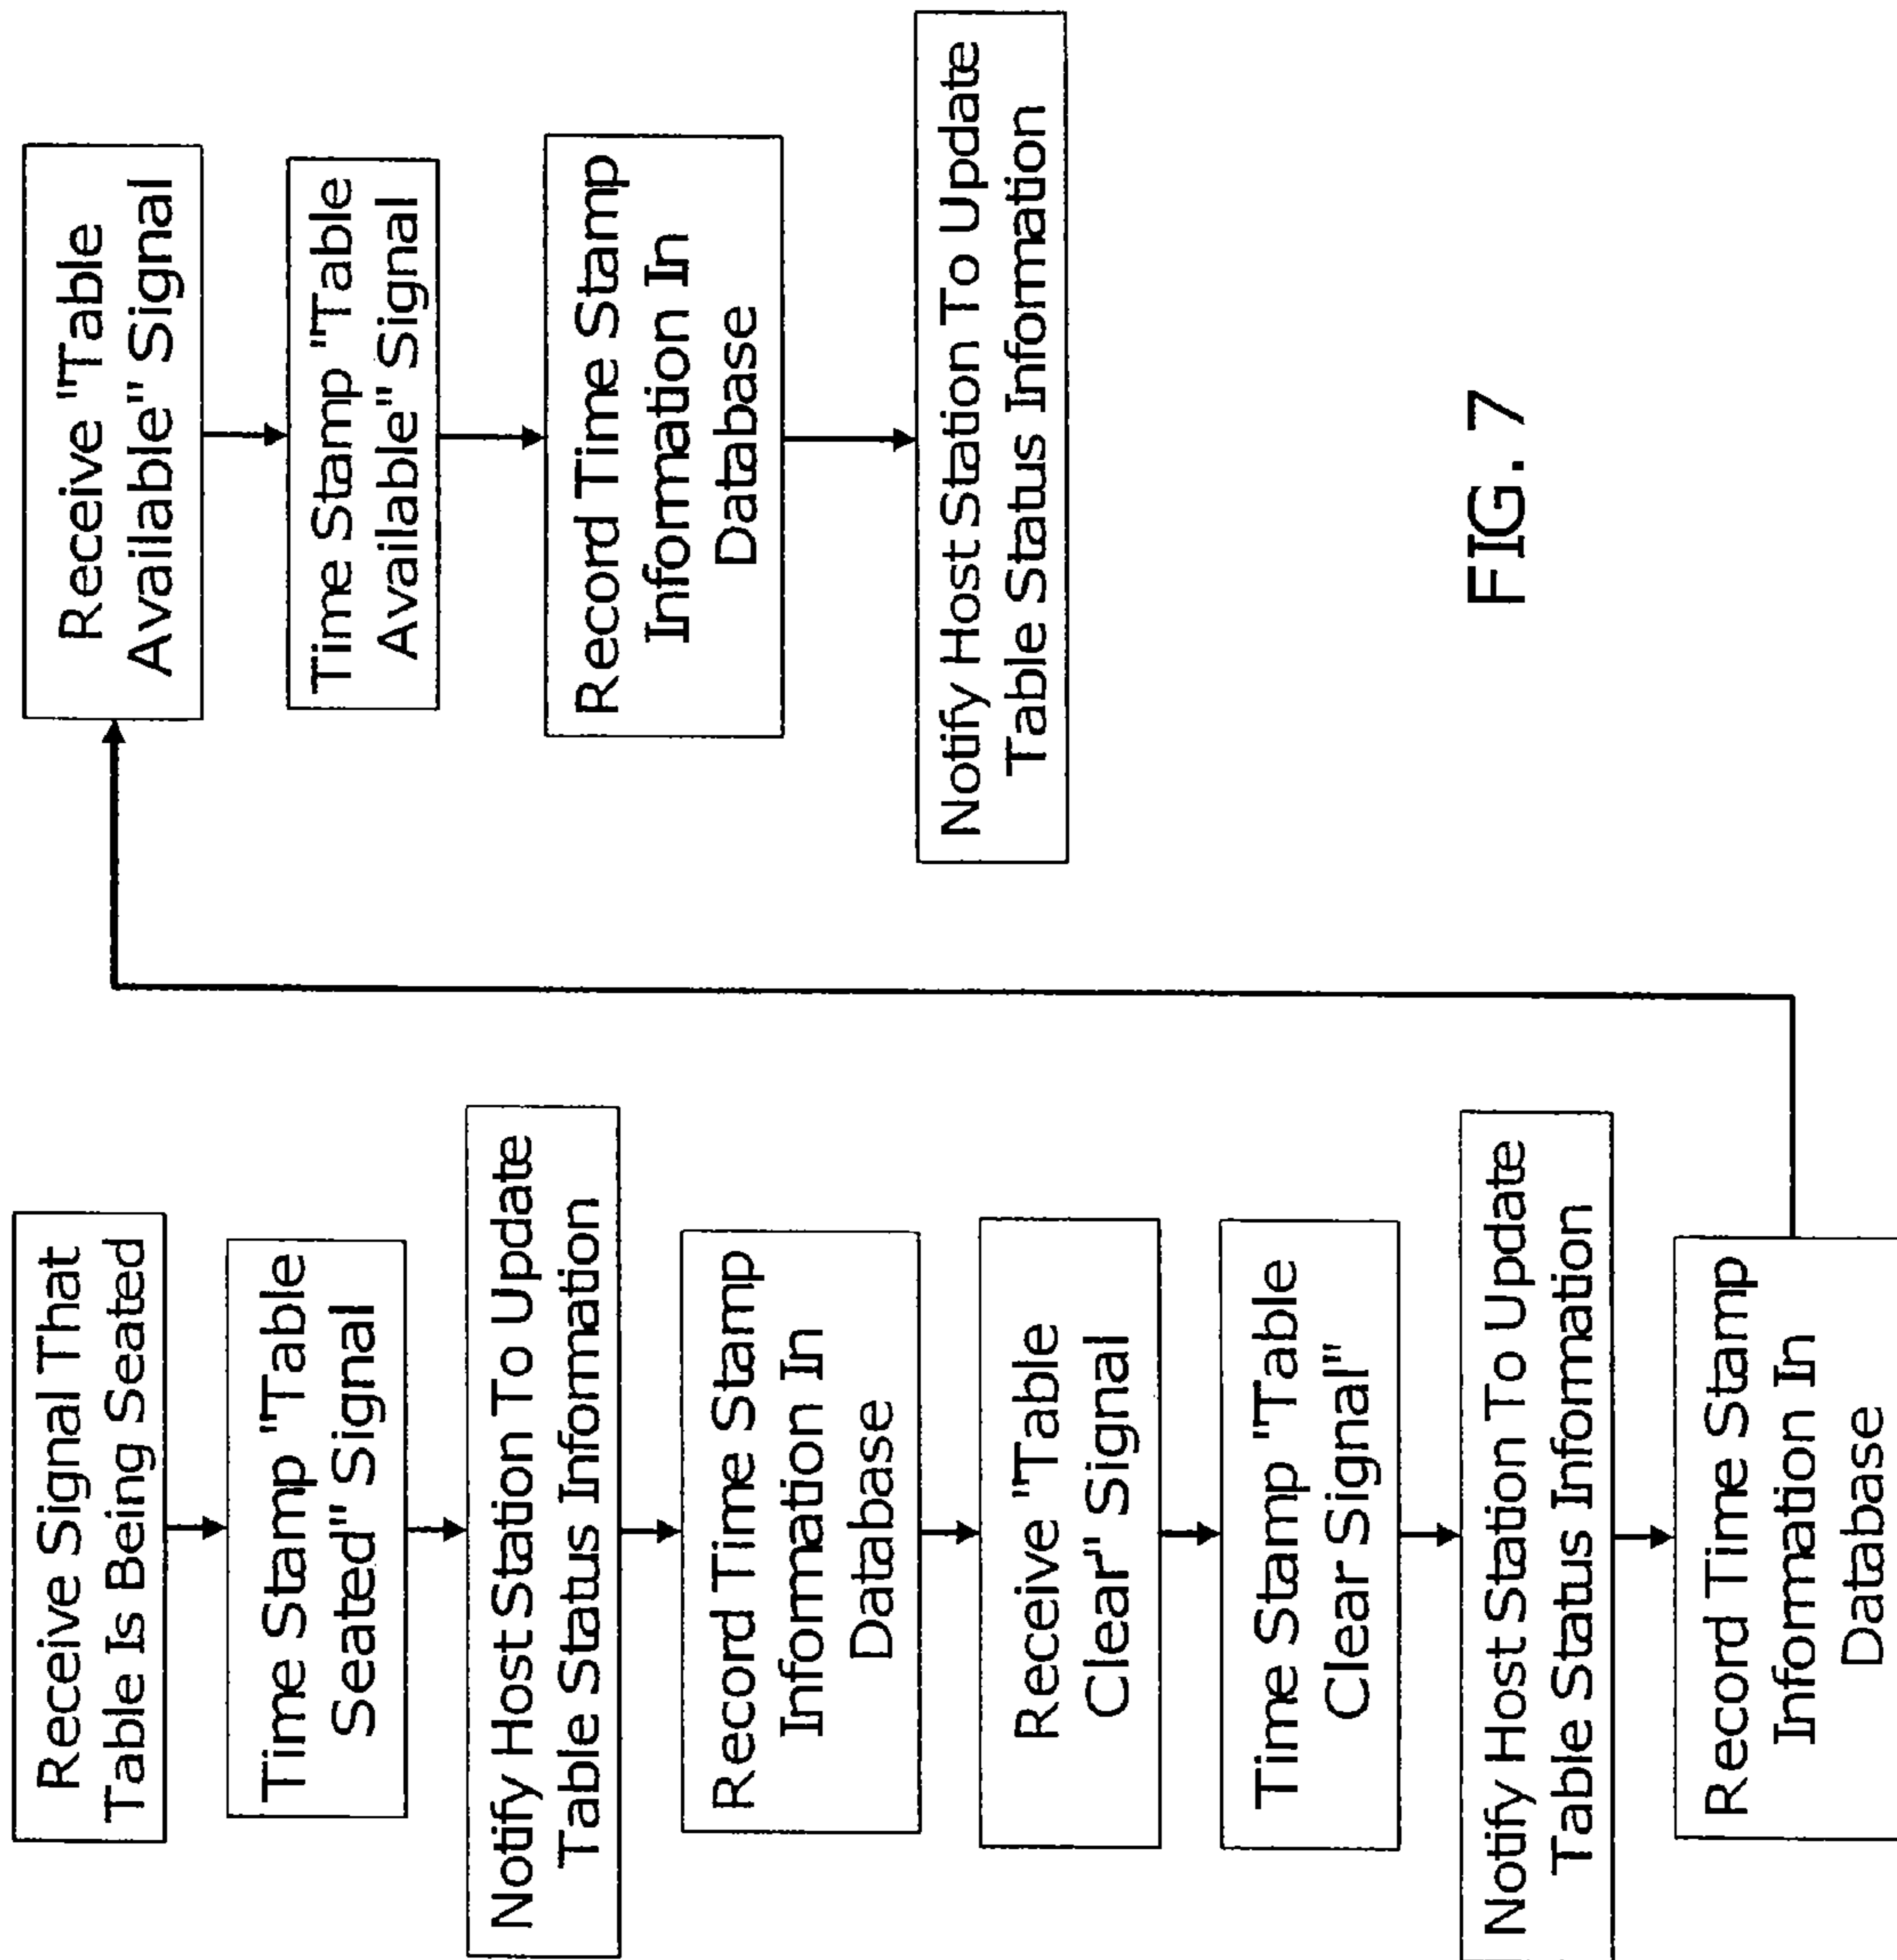 Receive Signal That
Table Is Being Seated
Time Stamp "Table
Seated" Signal
Notify Host Station To Update
Table Status Information
Record Time Stamp
Information In
Database
Receive "Table
Clear" Signal
Time Stamp "Table
Clear Signal"
Notify Host Station To Update
Table Status Information
Record Time Stamp
Information In
Database
Receive "Table
Available" Signal
Time Stamp "Table
Available" Signal
Record Time Stamp
Information In
Database
Notify Host Station To Update
Table Status Information
FIG. 7